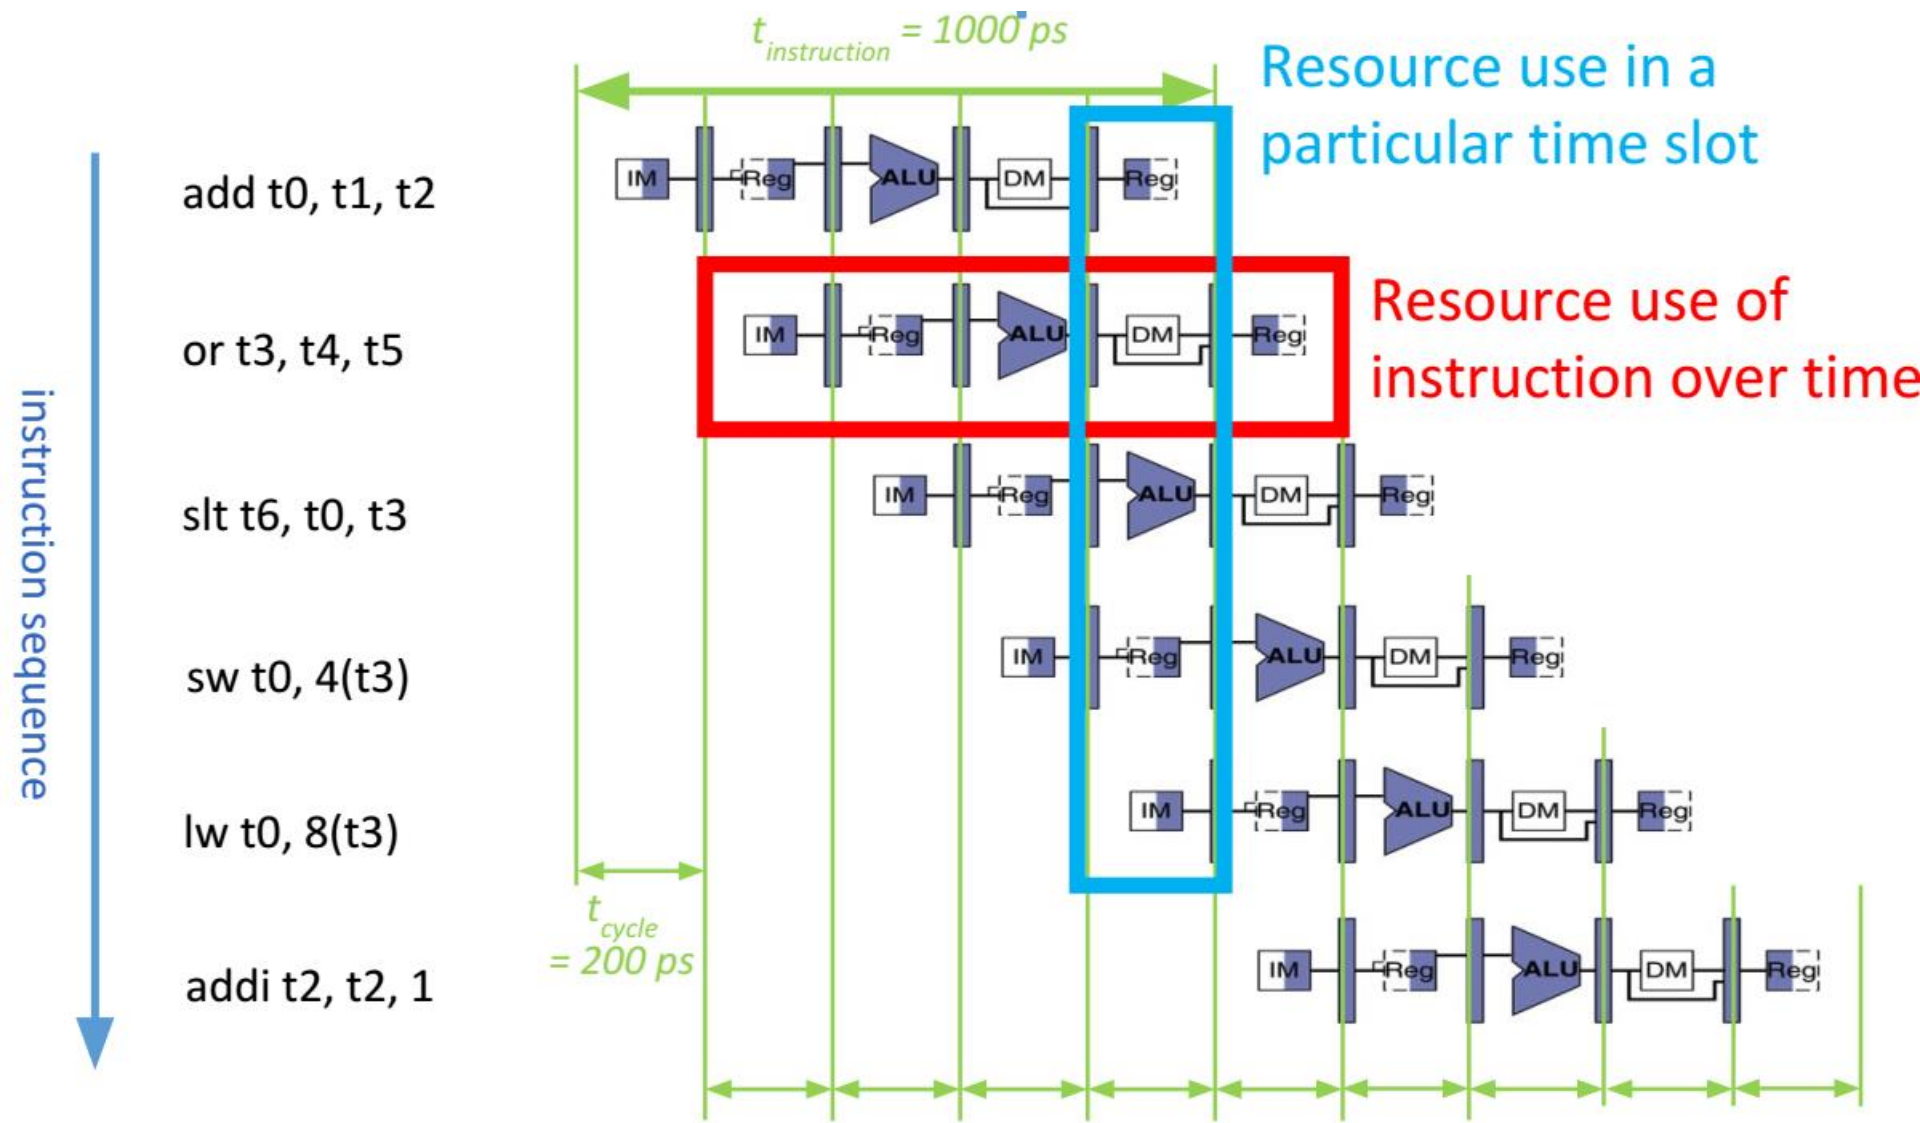 t instruction = 1000 ps
Resource use in a
particular time slot
add t0, t1, t2
IM Reg ALU DM Reg
or t3, t4, t5
IM Reg ALU DM Reg
Resource use of
instruction over time
slt t6, t0, t3
IM Reg ALU DM Reg
instruction sequence
sw t0, 4(t3)
IM Reg ALU DM Reg
lw t0, 8(t3)
IM Reg ALU DM Reg
t cycle
= 200 ps
addi t2, t2, 1
IM Reg ALU DM Reg